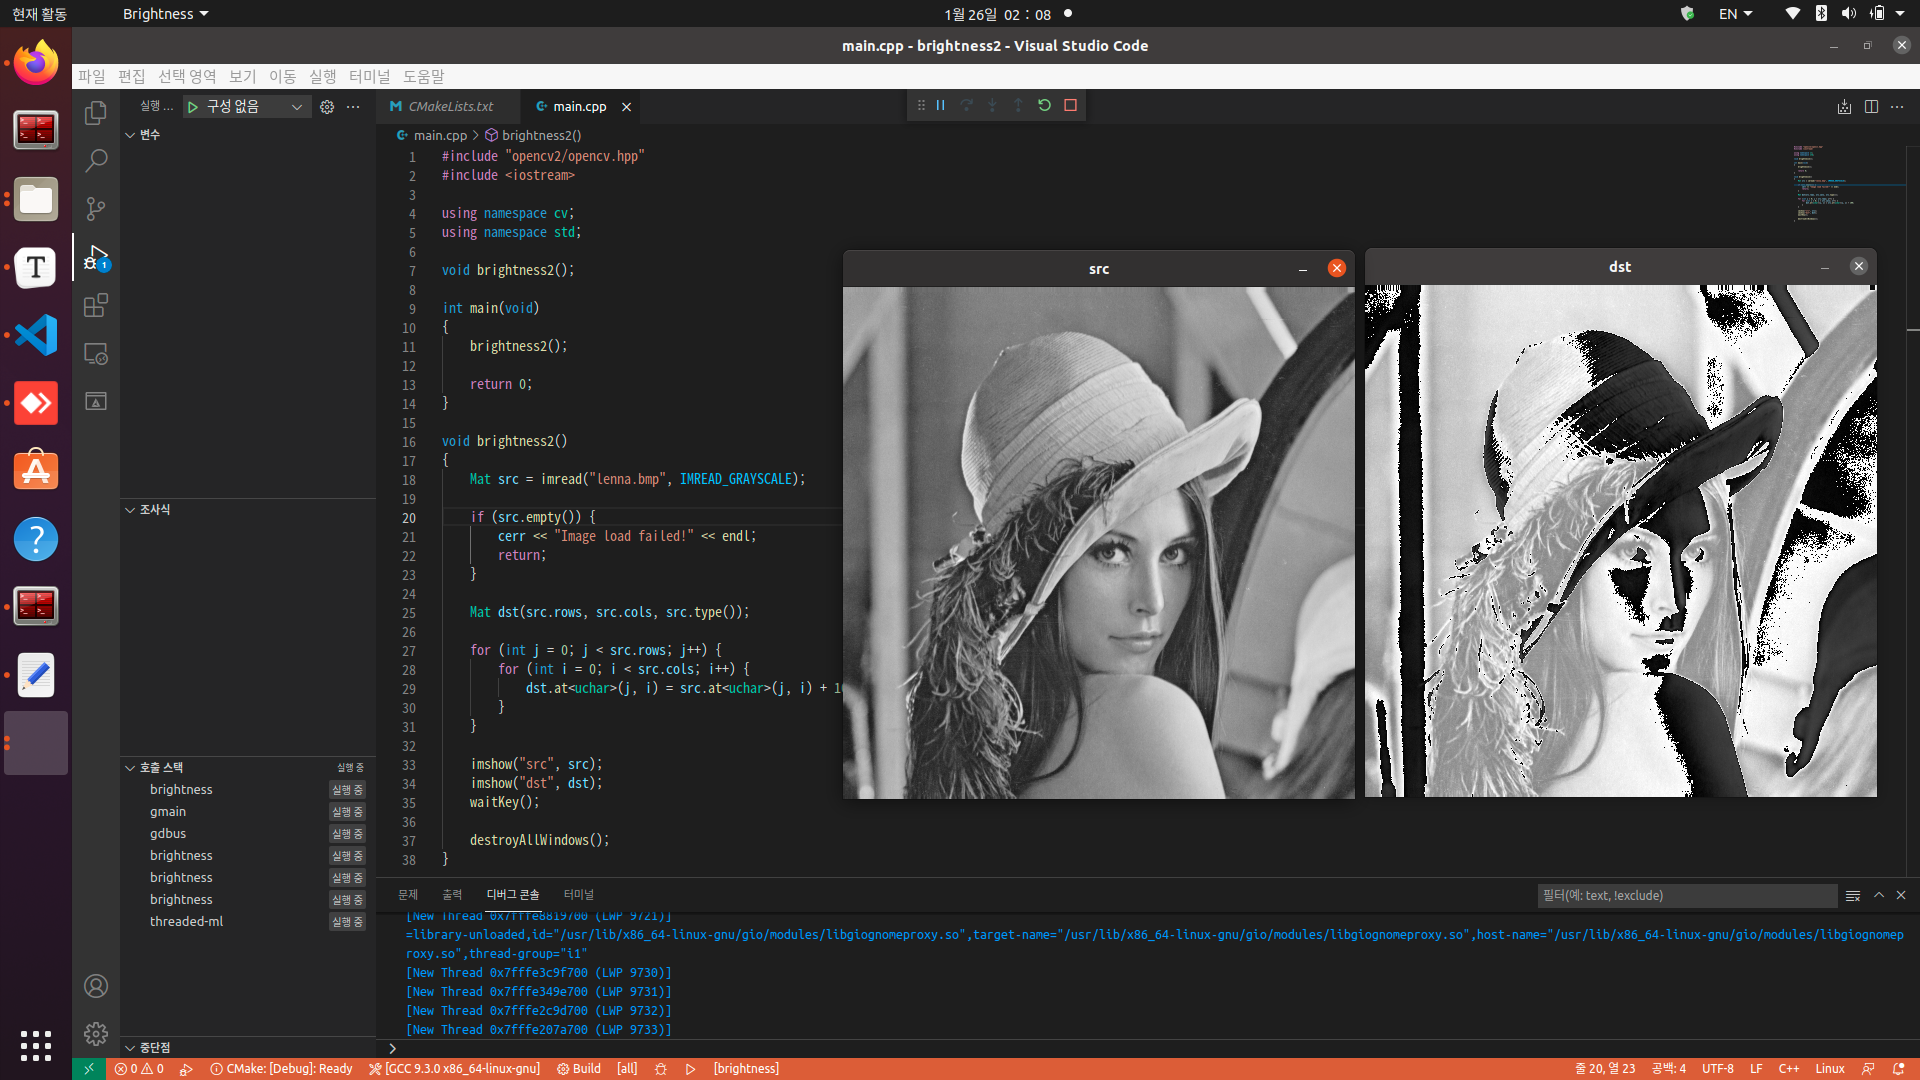 현재 활동
Brightness
1월 26일 02 : 08
EN
main.cpp - brightness2 - Visual Studio Code
파일 편집 선택 영역 보기 이동 실행 터미널 도움말
실행 ... 구성 없음
CMakeLists.txt
main.cpp
main.cpp > brightness2()
변수
1 #include "opencv2/opencv.hpp"
2 #include <iostream>
3
4 using namespace cv;
5 using namespace std;
6
7 void brightness2();
8
9 int main(void)
10 {
11 brightness2();
12
13 return 0;
14 }
15
16 void brightness2()
17 {
18 Mat src = imread("lenna.bmp", IMREAD_GRAYSCALE);
19
20 if (src.empty()) {
21 cerr << "Image load failed!" << endl;
22 return;
23 }
24
25 Mat dst(src.rows, src.cols, src.type());
26
27 for (int j = 0; j < src.rows; j++) {
28 for (int i = 0; i < src.cols; i++) {
29 dst.at<uchar>(j, i) = src.at<uchar>(j, i) +
30 }
31 }
32
33 imshow("src", src);
34 imshow("dst", dst);
35 waitKey();
36
37 destroyAllWindows();
38 }
src
dst
조사식
호출 스택 실행 중
brightness 실행 중
gmain 실행 중
gdbus 실행 중
brightness 실행 중
brightness 실행 중
brightness 실행 중
threaded-ml 실행 중
중단점
문제 출력 디버그 콘솔 터미널
필터(예: text, !exclude)
[New Thread 0x7fffe8819700 (LWP 9721)]
=library-unloaded,id="/usr/lib/x86_64-linux-gnu/gio/modules/libgiognomeproxy.so",target-name="/usr/lib/x86_64-linux-gnu/gio/modules/libgiognomeproxy.so",host-name="/usr/lib/x86_64-linux-gnu/gio/modules/libgiognomep
roxy.so",thread-group="i1"
[New Thread 0x7fffe3c9f700 (LWP 9730)]
[New Thread 0x7fffe349e700 (LWP 9731)]
[New Thread 0x7fffe2c9d700 (LWP 9732)]
[New Thread 0x7fffe207a700 (LWP 9733)]
>
0 0 CMake: [Debug]: Ready [GCC 9.3.0 x86_64-linux-gnu] Build [all] [brightness]
줄 20, 열 23 공백: 4 UTF-8 LF C++ Linux